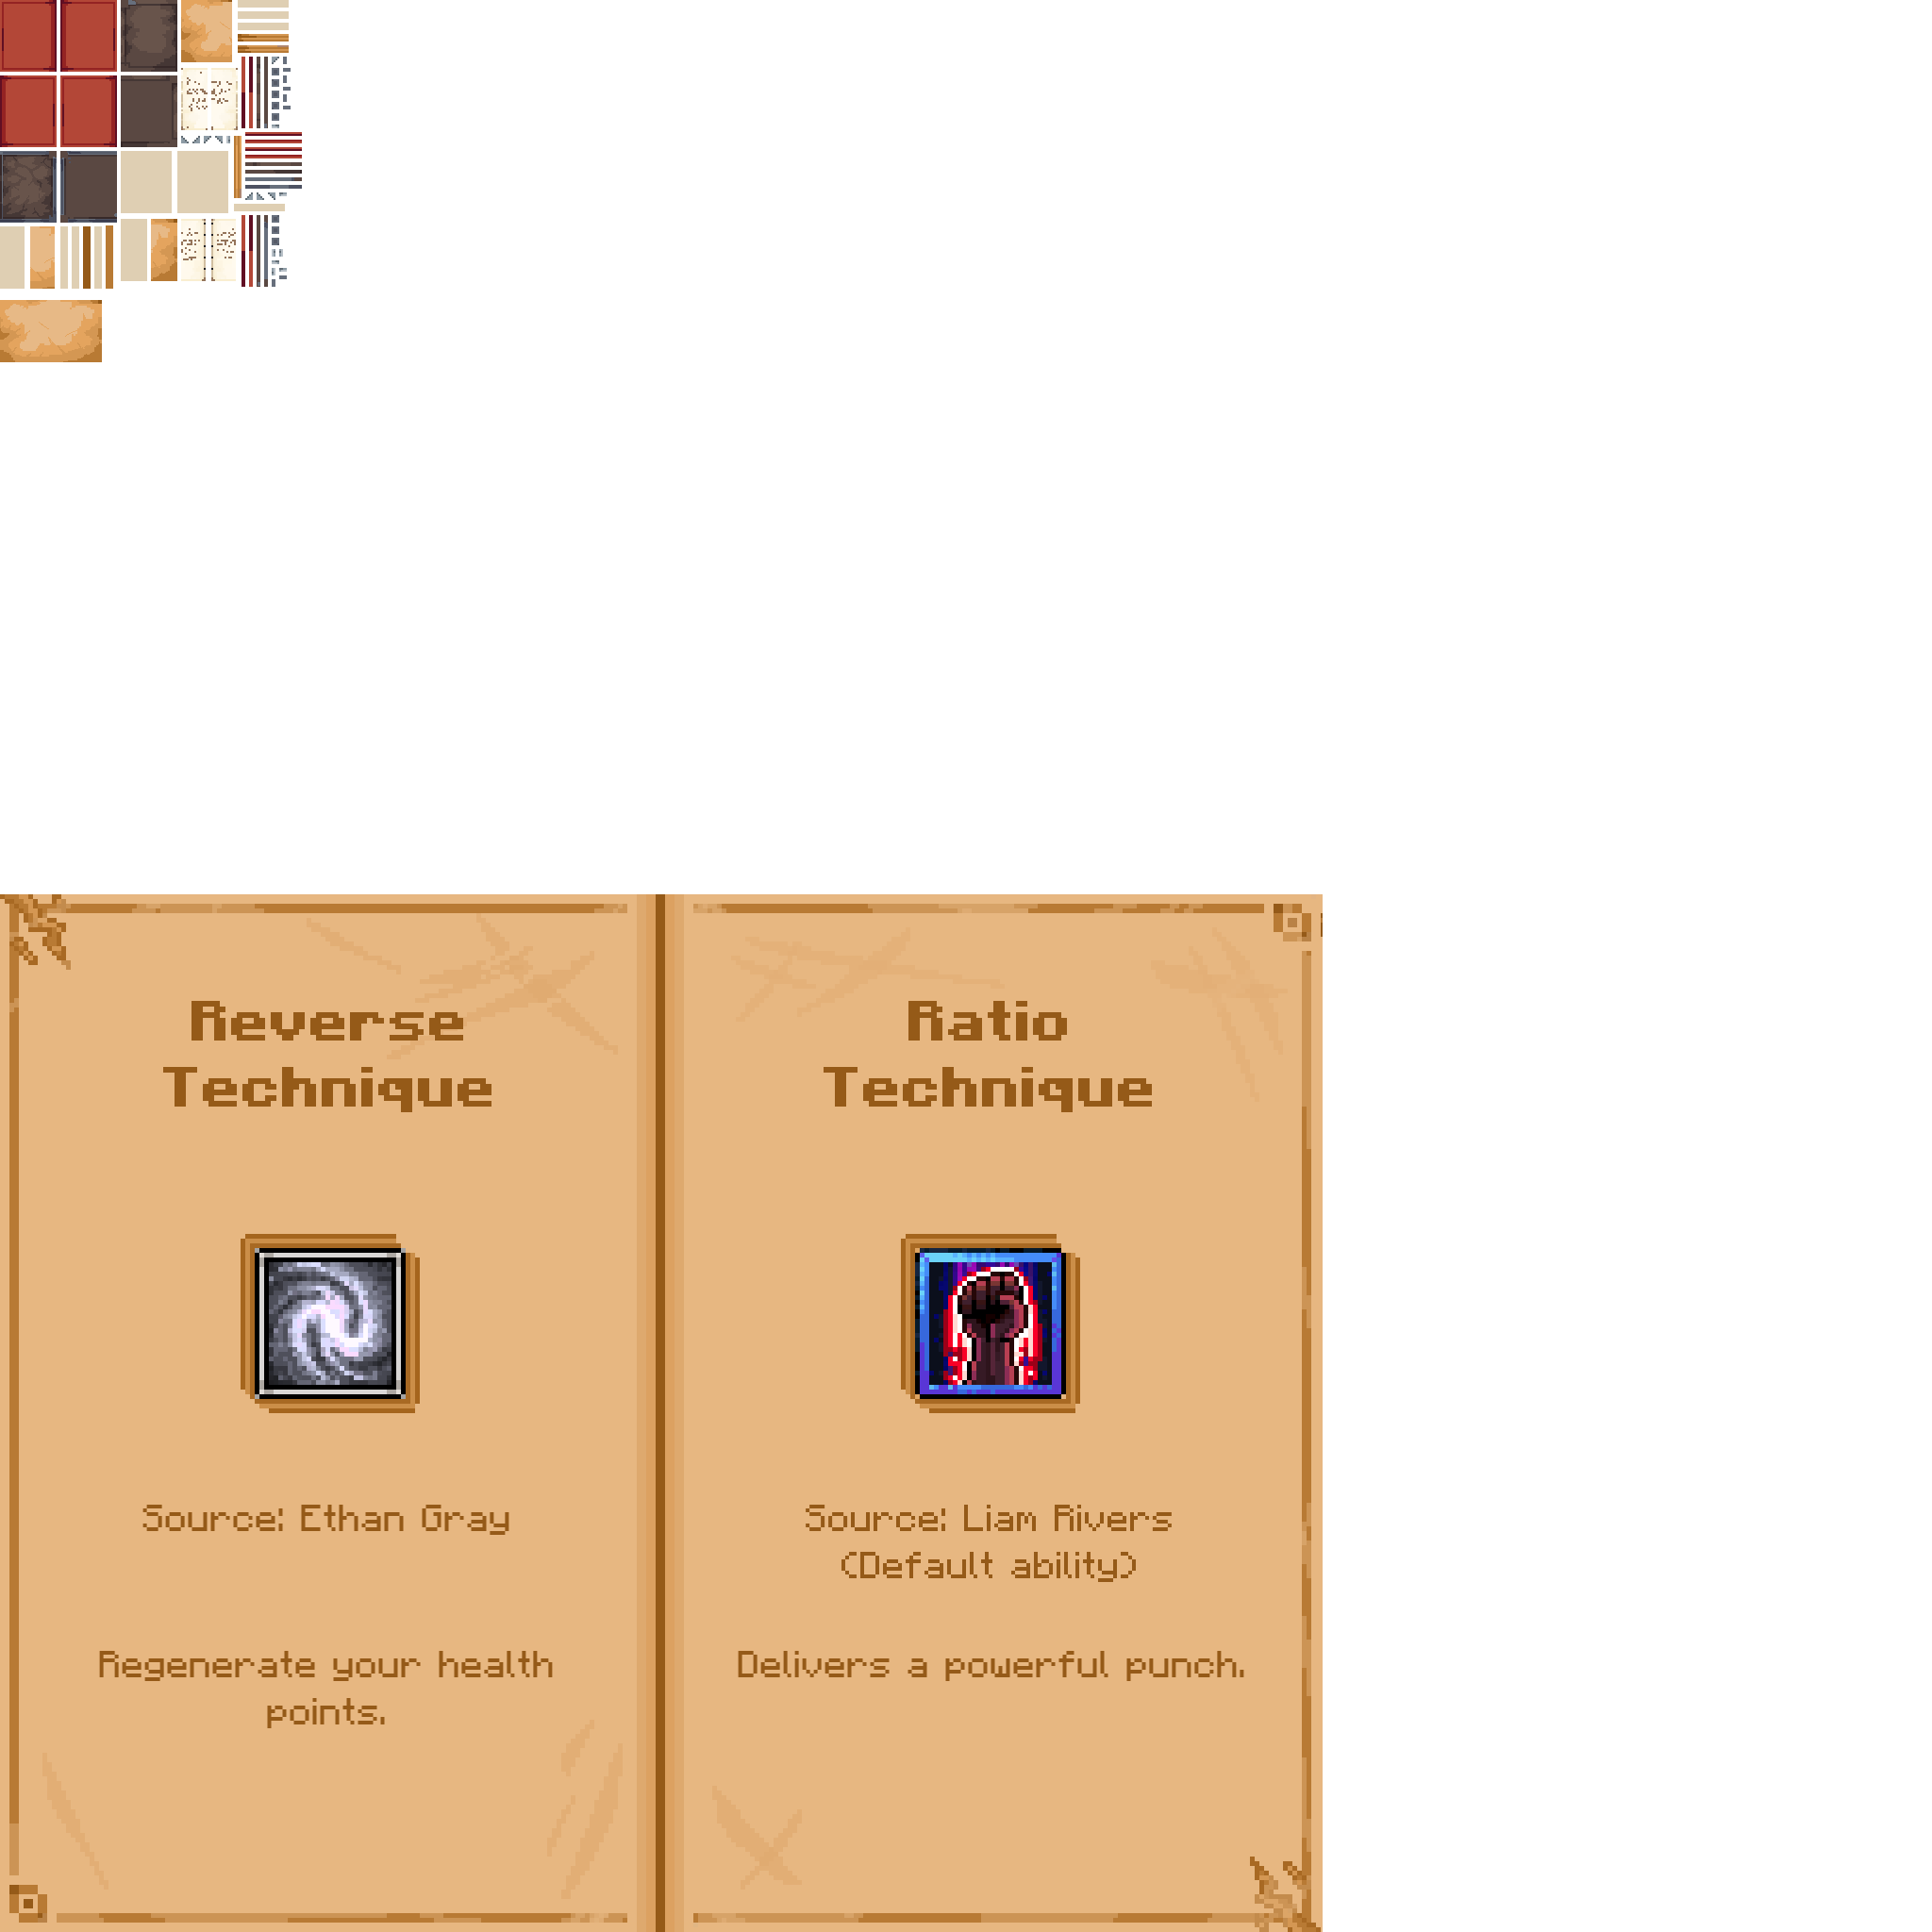 Reverse
Technique
Source: Ethan Gray
Regenerate your health
points.
Ratio
Technique
Source: Liam Rivers
(Default ability)
Delivers a powerful punch.